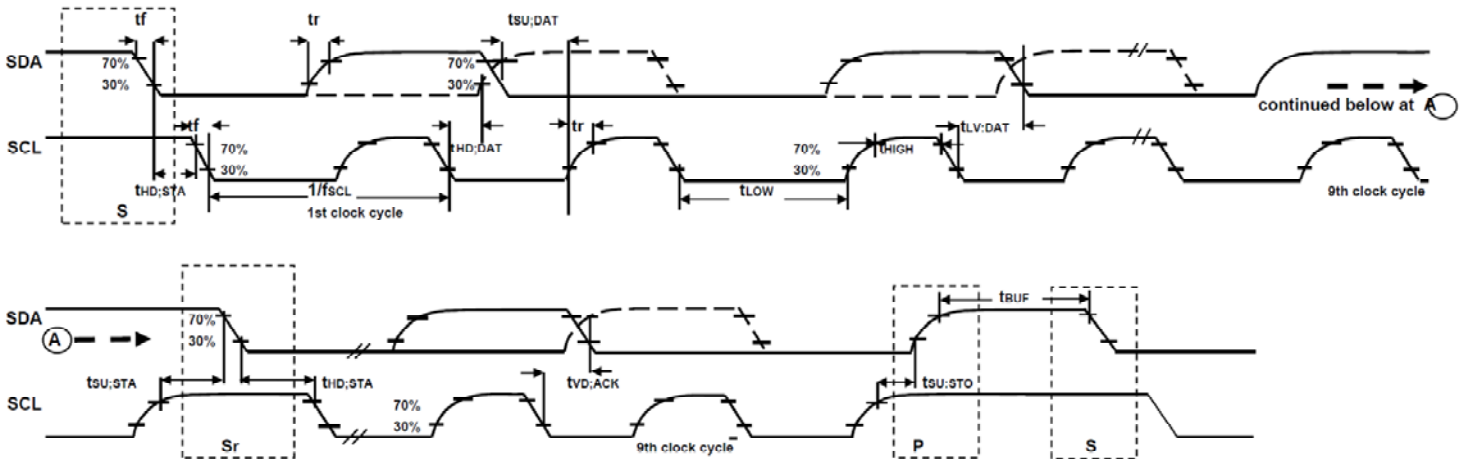 tf tr tSU;DAT
SDA 70% 70%
30% 30%
continued below at A
tf tr tLV:DAT
SCL 70% tHD;DAT 70% tHIGH
30% 30%
tHD;STA 1/fSCL tLOW
S 1st clock cycle 9th clock cycle
tBUF
SDA 70%
A 30%
tSU;STA tHD;STA tVD;ACK tSU:STO
SCL 70%
30%
Sr 9th clock cycle P S